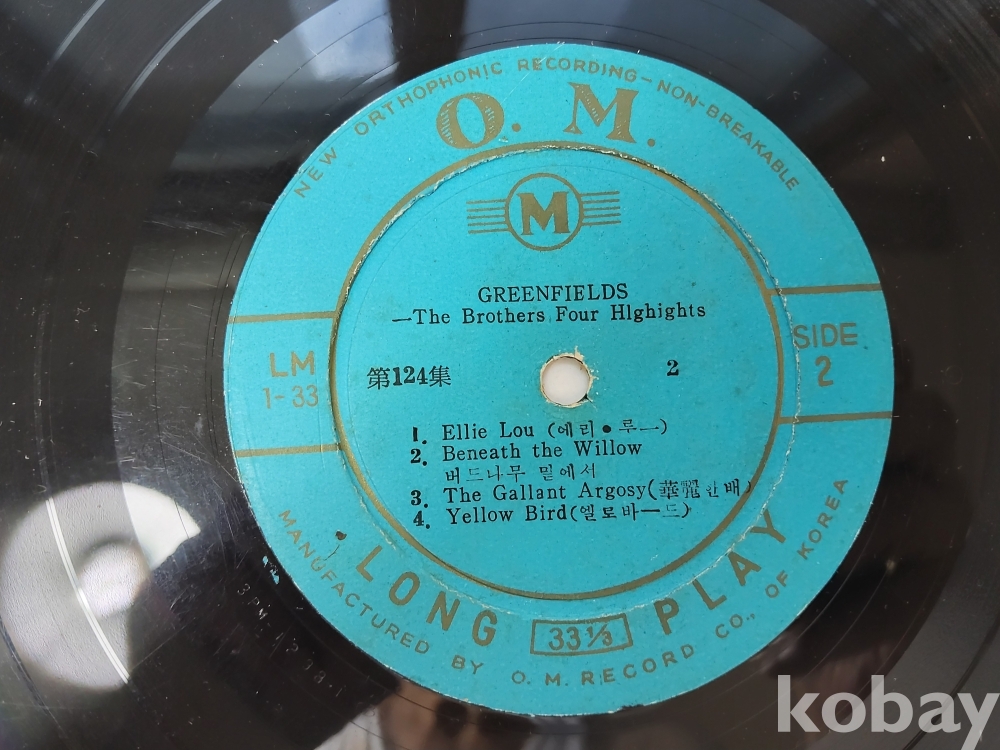 NEW ORTHOPHONIC RECORDING—NON-BREAKABLE
O. M.
M
GREENFIELDS
—The Brothers Four HIghights
第124集 2
LM
1-33
SIDE
2
1. Ellie Lou (에리•루—)
2. Beneath the Willow
버드나무 밑에서
3. The Gallant Argosy(華麗한배)
4. Yellow Bird(옐로바—드)
LONG 33⅓ PLAY
MANUFACTURED BY O. M. RECORD CO., OF KOREA
kobay